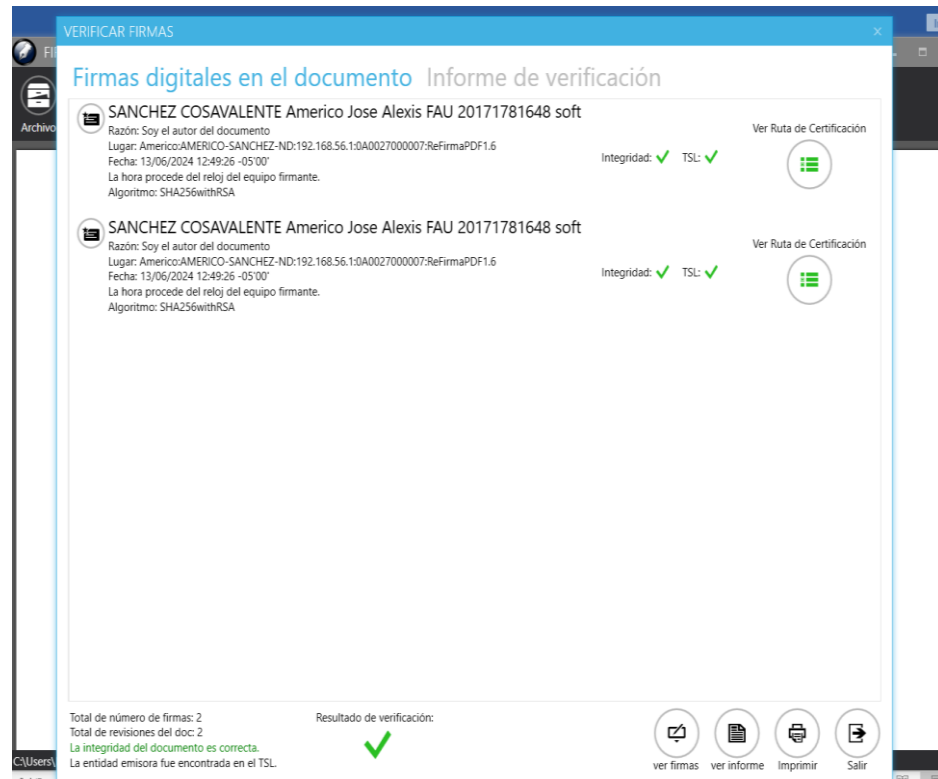 VERIFICAR FIRMAS
x
FI
Firmas digitales en el documento Informe de verificación
Archivo
SANCHEZ COSAVALENTE Americo Jose Alexis FAU 20171781648 soft
Razón: Soy el autor del documento
Lugar: Americo:AMERICO-SANCHEZ-ND:192.168.56.1:0A0027000007:ReFirmaPDF1.6
Fecha: 13/06/2024 12:49:26 -05'00'
La hora procede del reloj del equipo firmante.
Algoritmo: SHA256withRSA
Integridad: TSL:
Ver Ruta de Certificación
SANCHEZ COSAVALENTE Americo Jose Alexis FAU 20171781648 soft
Razón: Soy el autor del documento
Lugar: Americo:AMERICO-SANCHEZ-ND:192.168.56.1:0A0027000007:ReFirmaPDF1.6
Fecha: 13/06/2024 12:49:26 -05'00'
La hora procede del reloj del equipo firmante.
Algoritmo: SHA256withRSA
Integridad: TSL:
Ver Ruta de Certificación
Total de número de firmas: 2
Total de revisiones del doc: 2
La integridad del documento es correcta.
La entidad emisora fue encontrada en el TSL.
Resultado de verificación:
ver firmas ver informe Imprimir Salir
C:\Users\